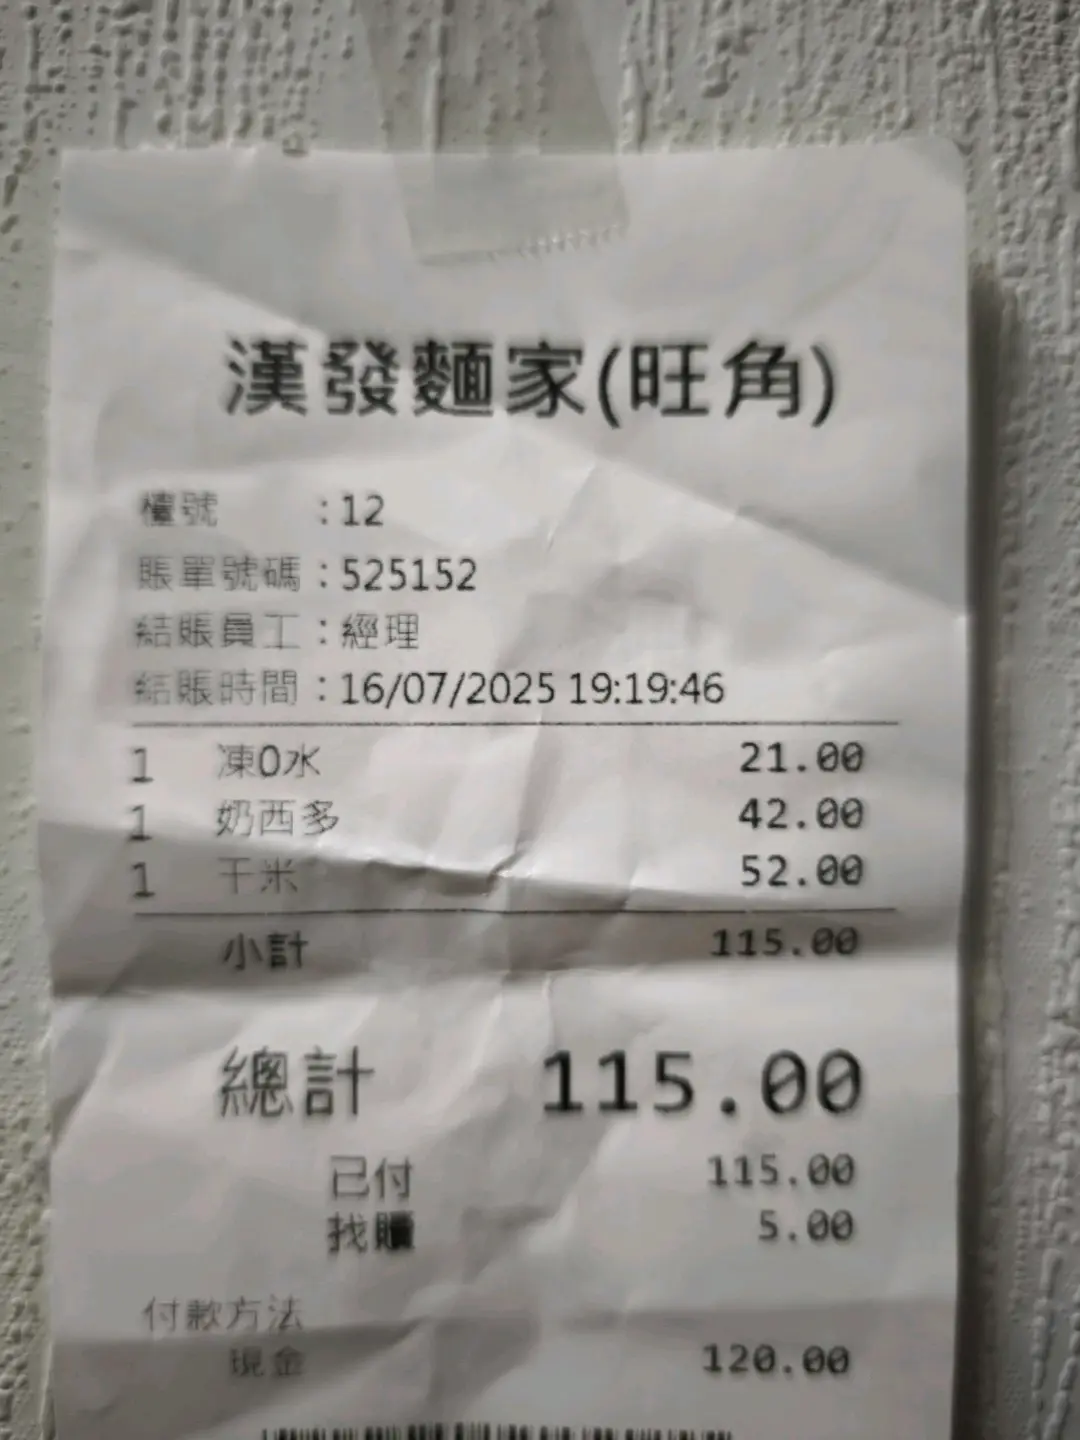 漢發麵家(旺角)
檯號 :12
賬單號碼 :525152
結賬員工 :經理
結賬時間 :16/07/2025 19:19:46
1 凍0水 21.00
1 奶西多 42.00
1 干米 52.00
小計 115.00
總計 115.00
已付 115.00
找贖 5.00
付款方法
現金 120.00